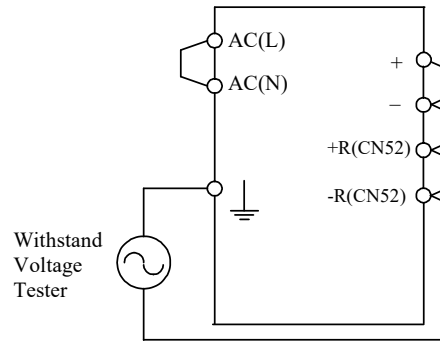 AC(L)
AC(N)
+
−
+R(CN52)
-R(CN52)
Withstand
Voltage
Tester